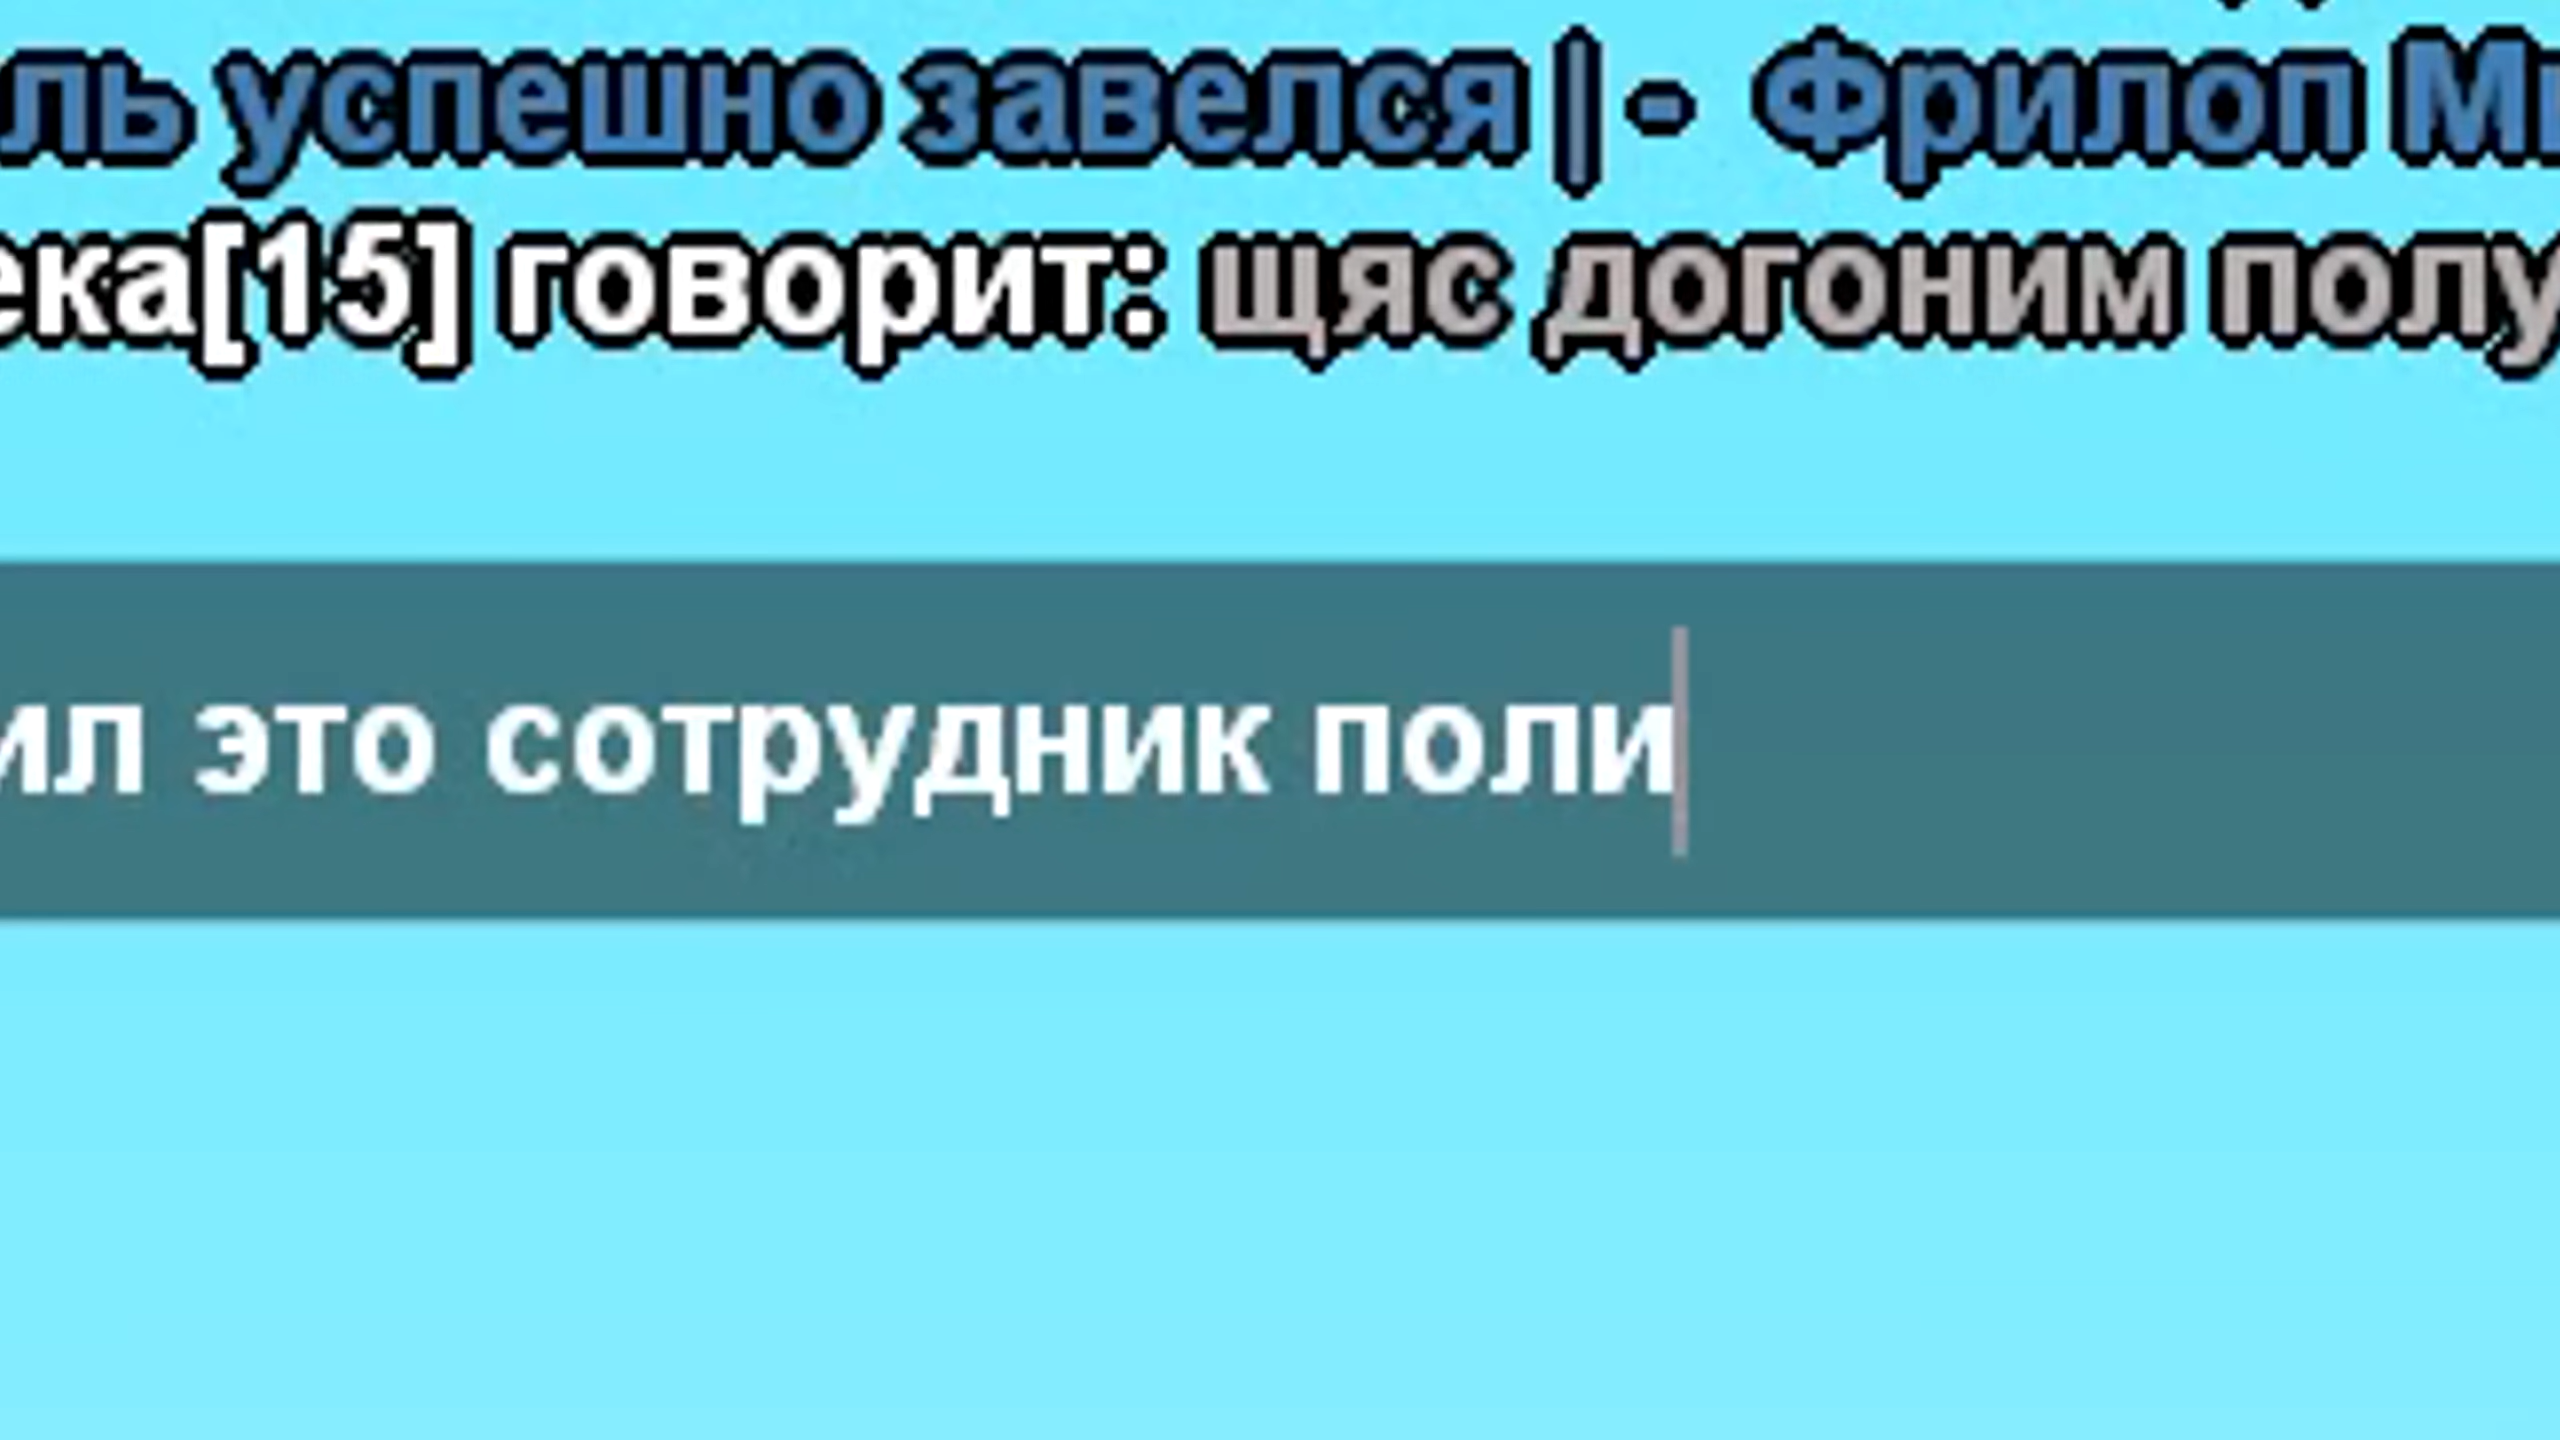 ль успешно завелся | - Фрилоп М
ека[15] говорит: щяс догоним полу
ил это сотрудник поли